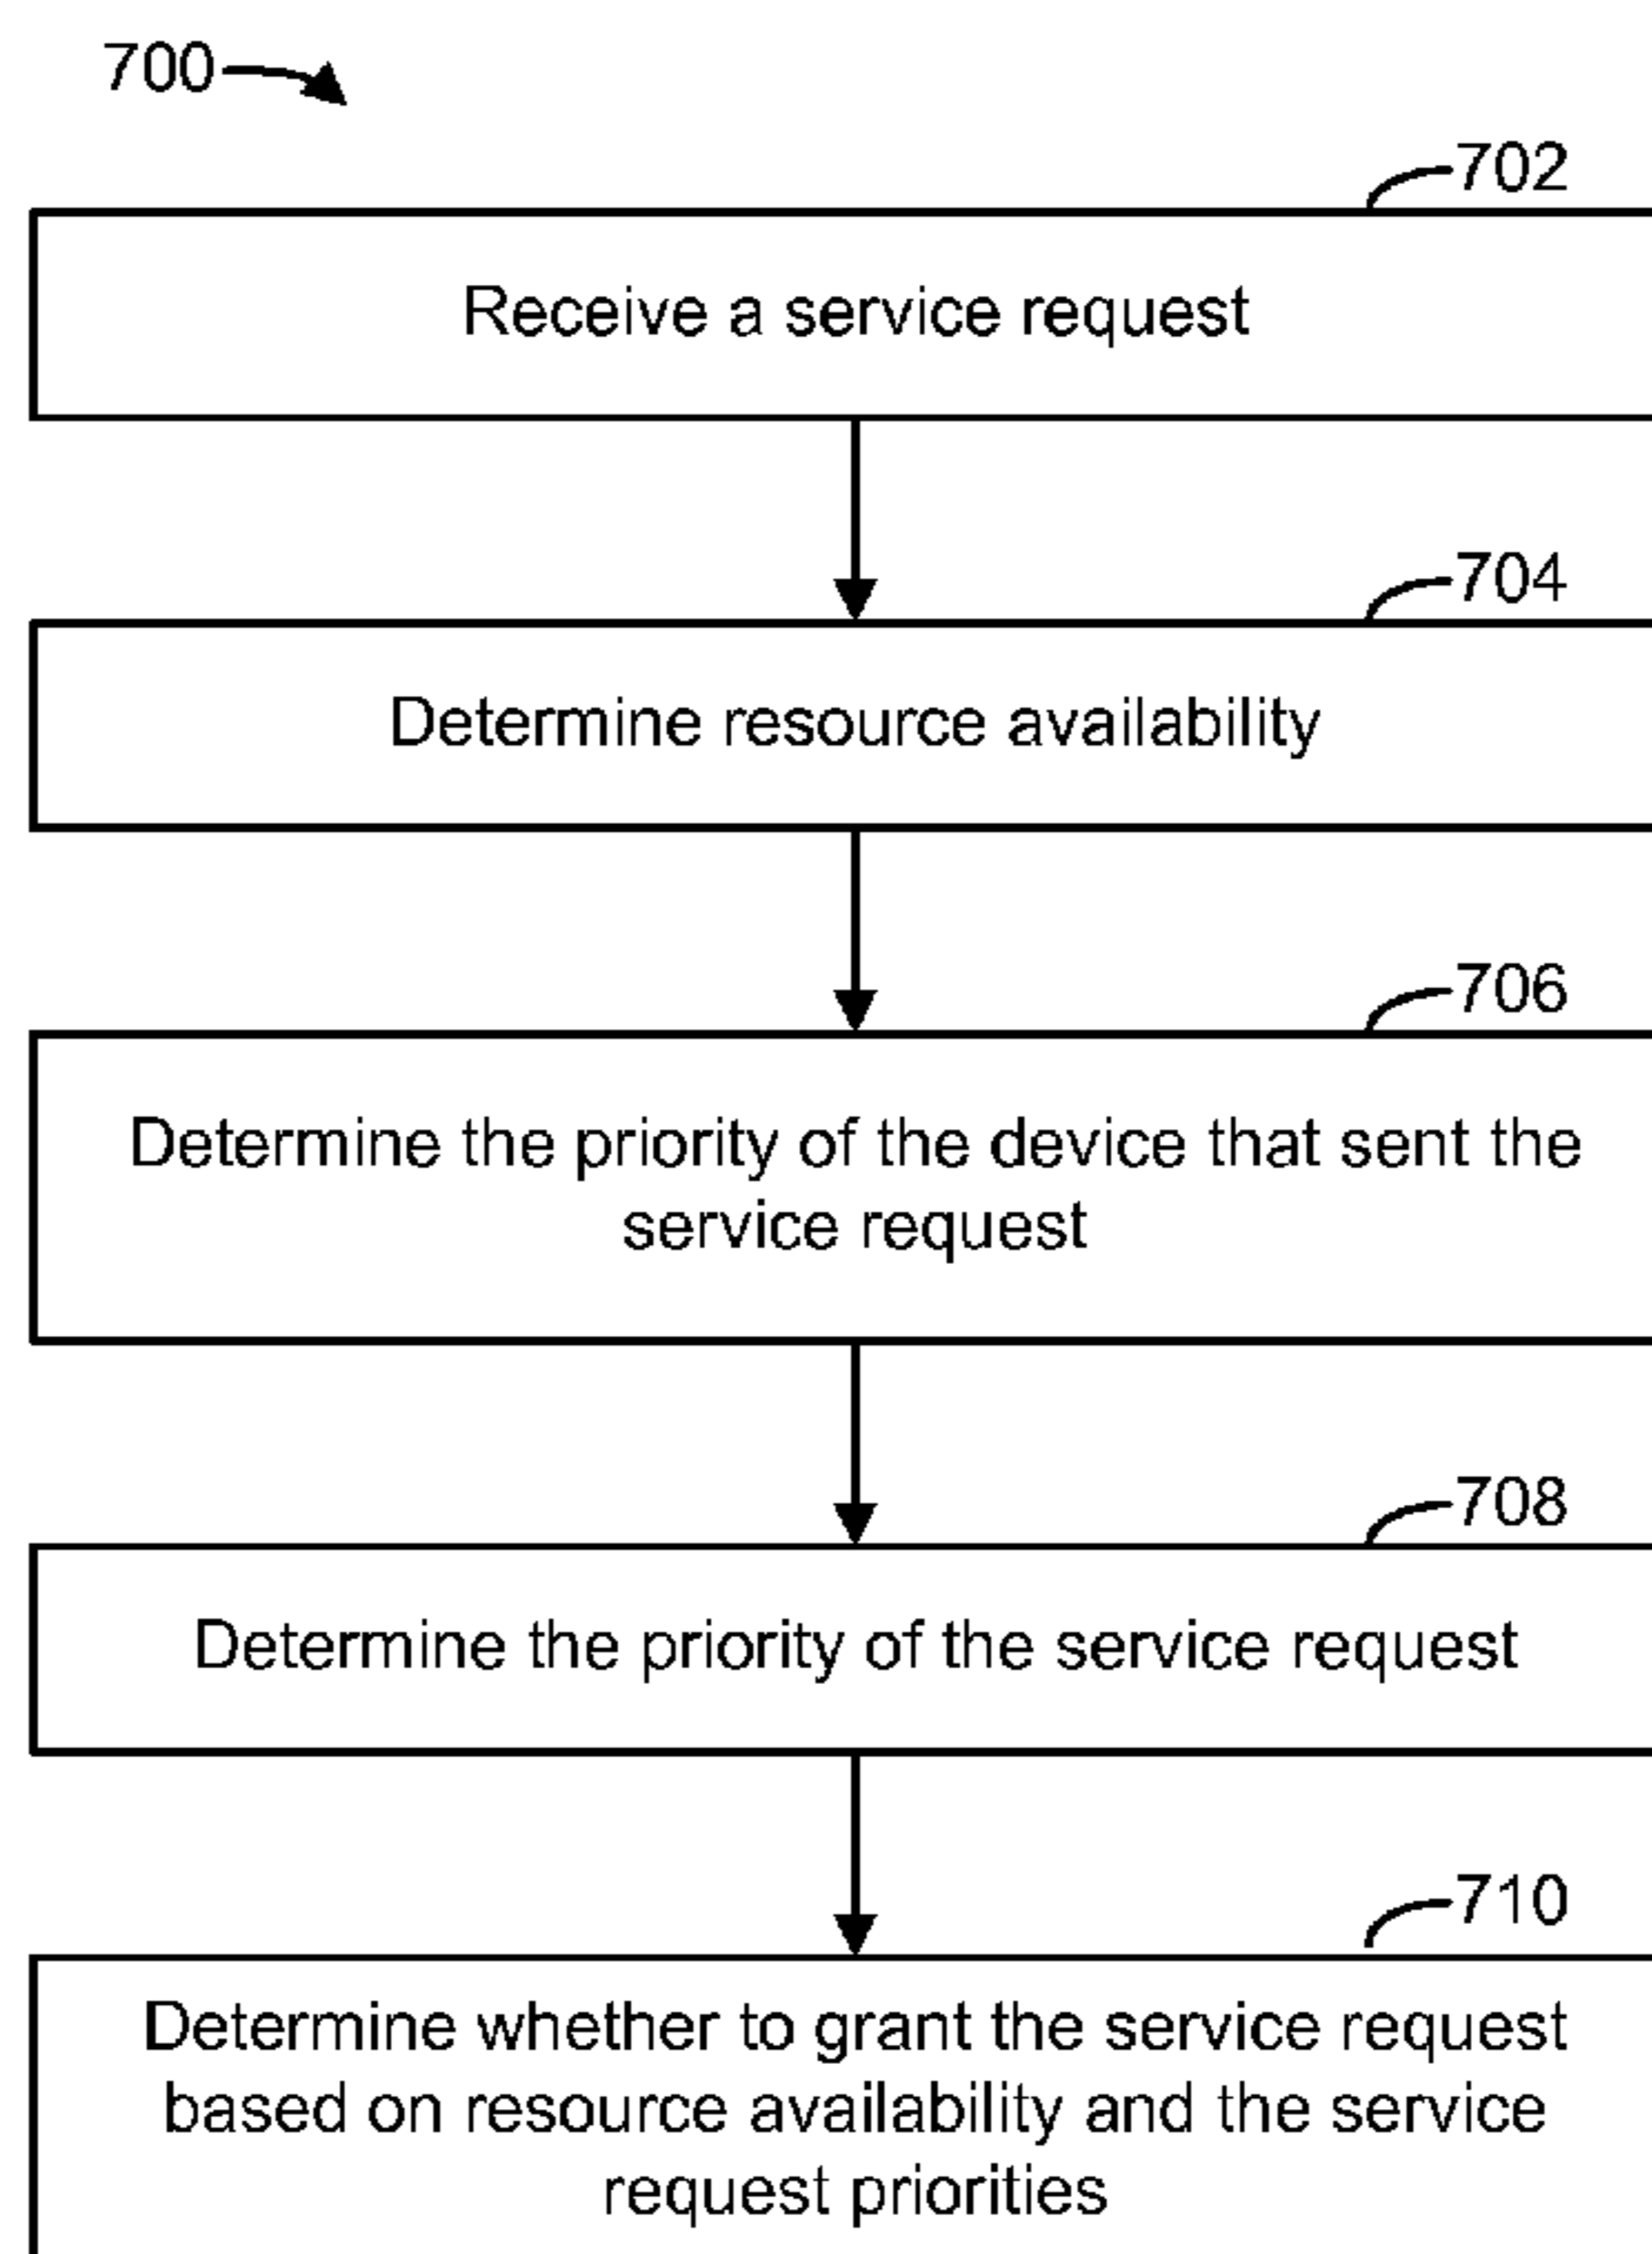 700
702
Receive a service request
704
Determine resource availability
706
Determine the priority of the device that sent the
service request
708
Determine the priority of the service request
710
Determine whether to grant the service request
based on resource availability and the service
request priorities